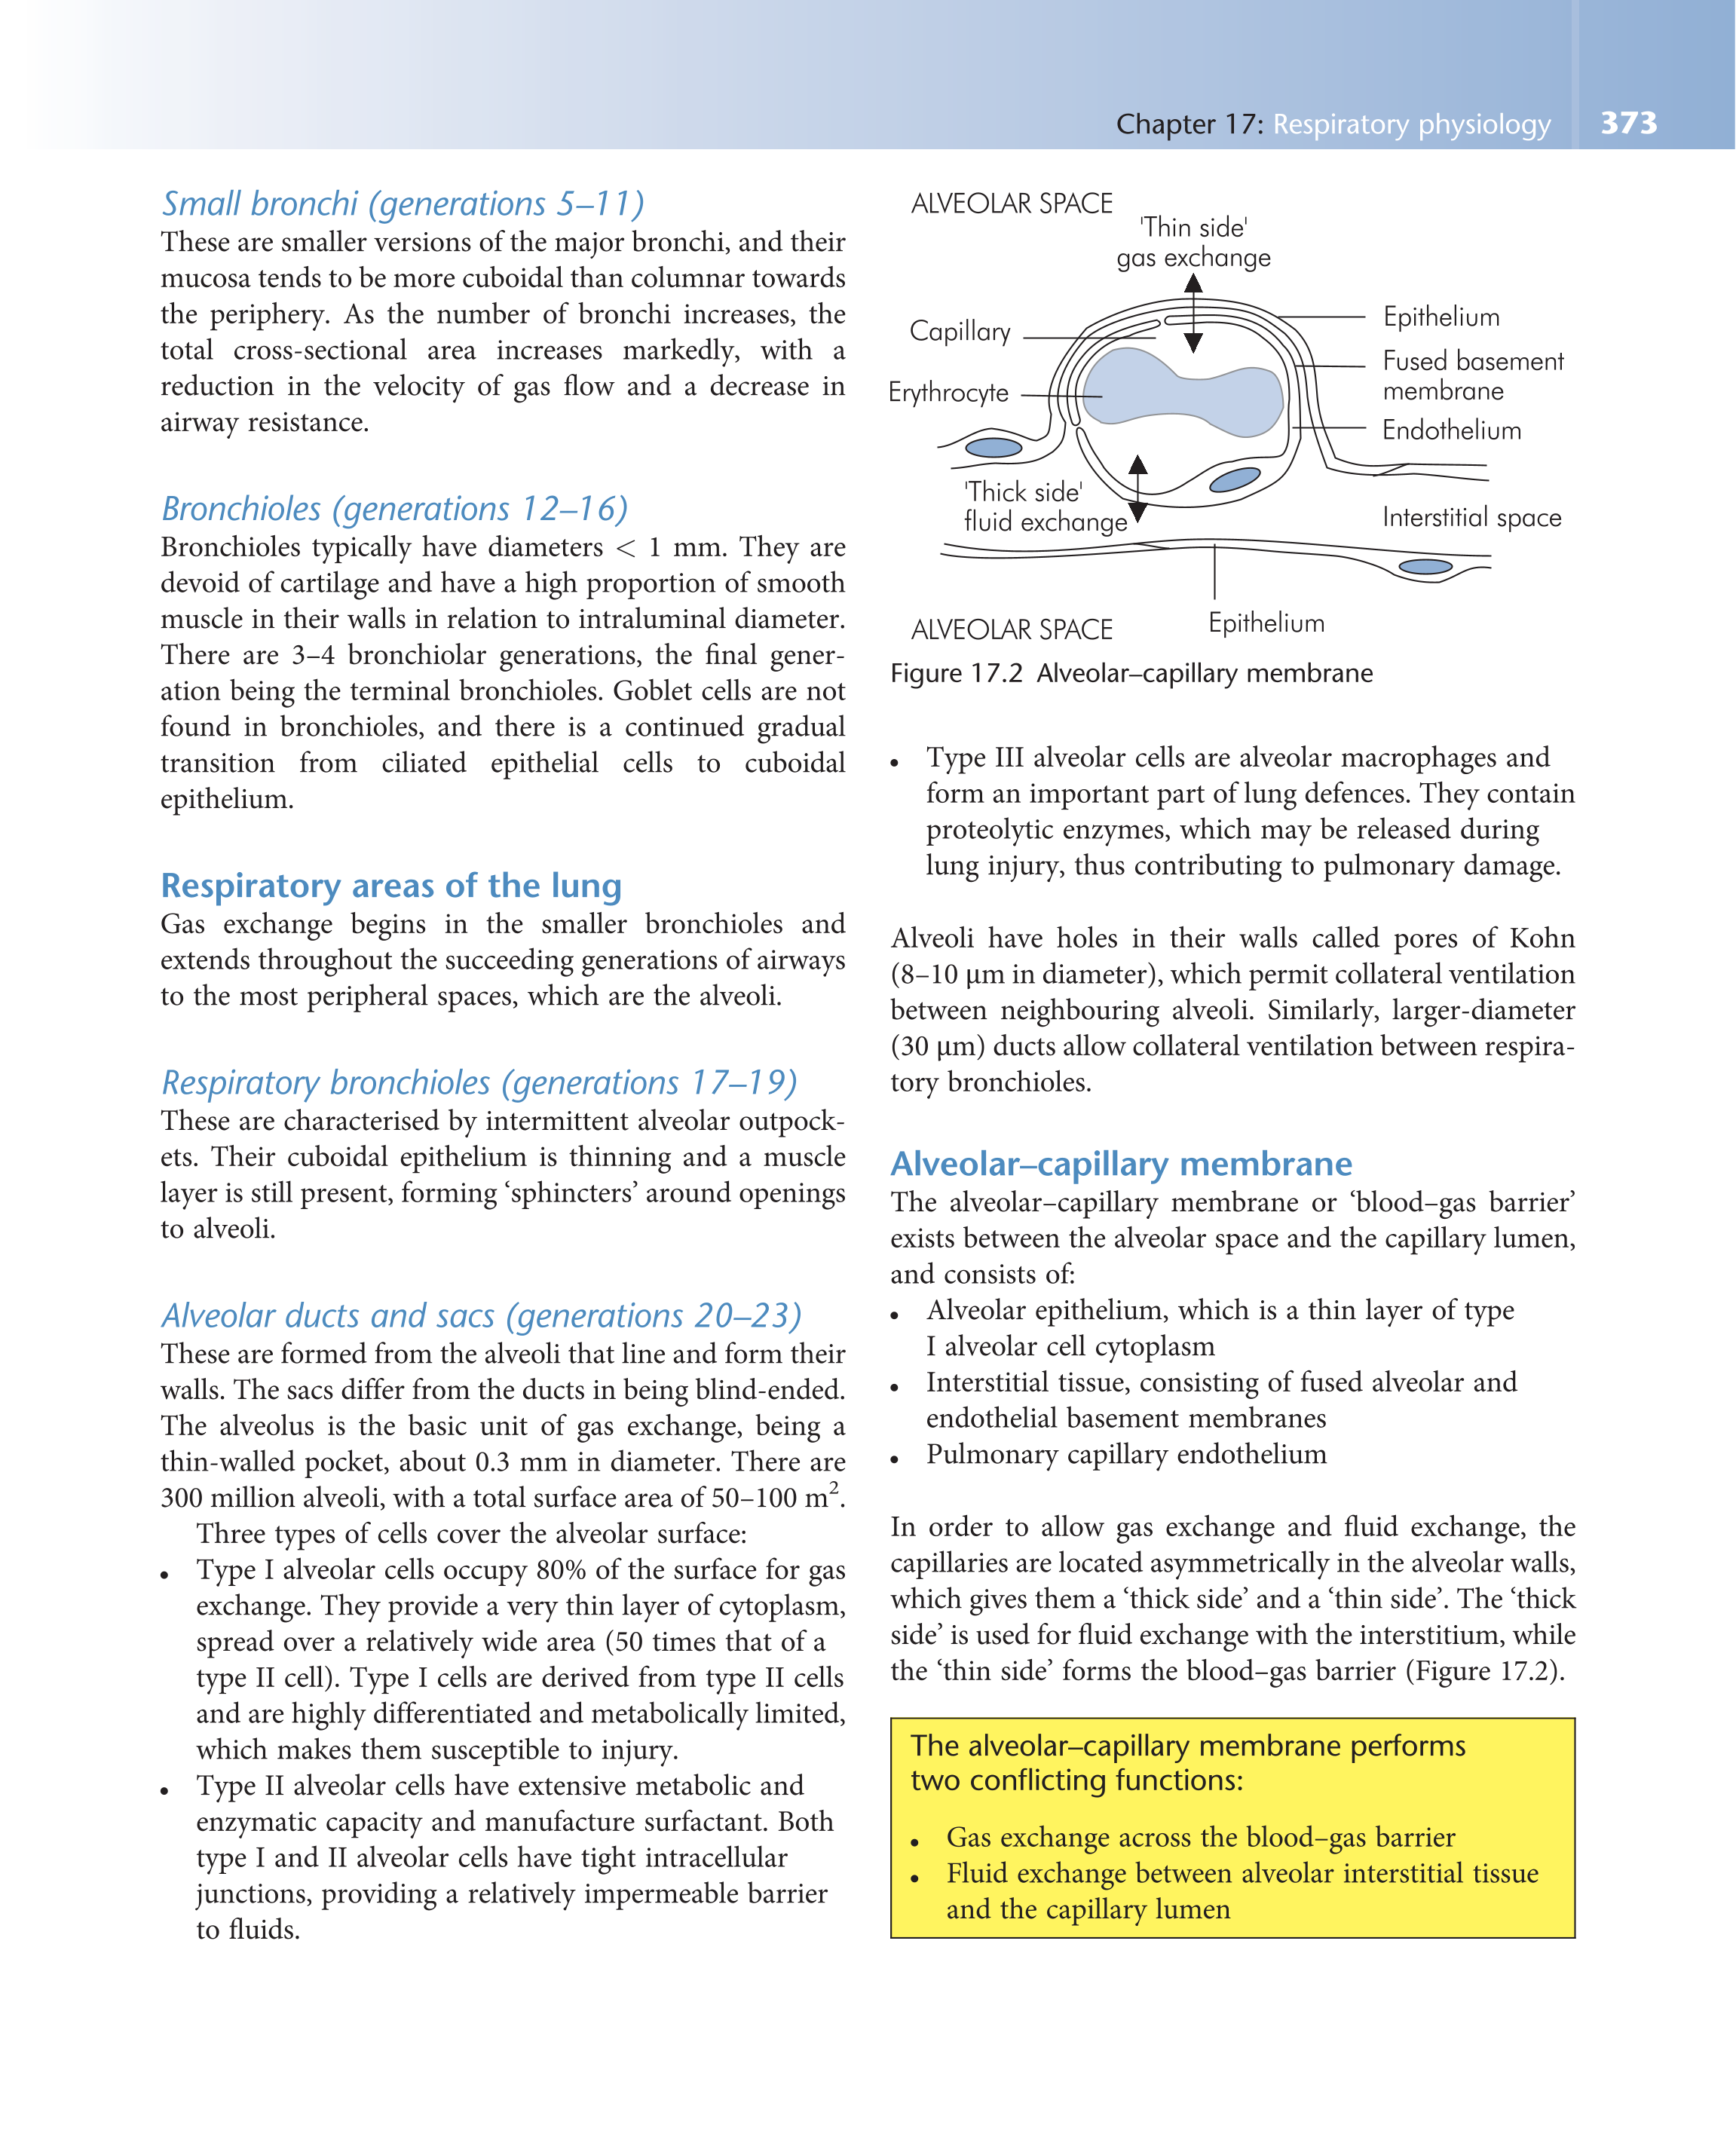 Chapter 17: Respiratory physiology 373
Small bronchi (generations 5–11)
These are smaller versions of the major bronchi, and their
mucosa tends to be more cuboidal than columnar towards
the periphery. As the number of bronchi increases, the
total cross-sectional area increases markedly, with a
reduction in the velocity of gas flow and a decrease in
airway resistance.
Bronchioles (generations 12–16)
Bronchioles typically have diameters < 1 mm. They are
devoid of cartilage and have a high proportion of smooth
muscle in their walls in relation to intraluminal diameter.
There are 3–4 bronchiolar generations, the final gener-
ation being the terminal bronchioles. Goblet cells are not
found in bronchioles, and there is a continued gradual
transition from ciliated epithelial cells to cuboidal
epithelium.
Respiratory areas of the lung
Gas exchange begins in the smaller bronchioles and
extends throughout the succeeding generations of airways
to the most peripheral spaces, which are the alveoli.
Respiratory bronchioles (generations 17–19)
These are characterised by intermittent alveolar outpock-
ets. Their cuboidal epithelium is thinning and a muscle
layer is still present, forming ‘sphincters’ around openings
to alveoli.
Alveolar ducts and sacs (generations 20–23)
These are formed from the alveoli that line and form their
walls. The sacs differ from the ducts in being blind-ended.
The alveolus is the basic unit of gas exchange, being a
thin-walled pocket, about 0.3 mm in diameter. There are
300 million alveoli, with a total surface area of 50–100 m².
Three types of cells cover the alveolar surface:
• Type I alveolar cells occupy 80% of the surface for gas
exchange. They provide a very thin layer of cytoplasm,
spread over a relatively wide area (50 times that of a
type II cell). Type I cells are derived from type II cells
and are highly differentiated and metabolically limited,
which makes them susceptible to injury.
• Type II alveolar cells have extensive metabolic and
enzymatic capacity and manufacture surfactant. Both
type I and II alveolar cells have tight intracellular
junctions, providing a relatively impermeable barrier
to fluids.
ALVEOLAR SPACE
'Thin side'
gas exchange
Capillary
Erythrocyte
Epithelium
Fused basement
membrane
Endothelium
'Thick side'
fluid exchange
Interstitial space
ALVEOLAR SPACE
Epithelium
Figure 17.2 Alveolar–capillary membrane
• Type III alveolar cells are alveolar macrophages and
form an important part of lung defences. They contain
proteolytic enzymes, which may be released during
lung injury, thus contributing to pulmonary damage.
Alveoli have holes in their walls called pores of Kohn
(8–10 μm in diameter), which permit collateral ventilation
between neighbouring alveoli. Similarly, larger-diameter
(30 μm) ducts allow collateral ventilation between respira-
tory bronchioles.
Alveolar–capillary membrane
The alveolar–capillary membrane or ‘blood–gas barrier’
exists between the alveolar space and the capillary lumen,
and consists of:
• Alveolar epithelium, which is a thin layer of type
I alveolar cell cytoplasm
• Interstitial tissue, consisting of fused alveolar and
endothelial basement membranes
• Pulmonary capillary endothelium
In order to allow gas exchange and fluid exchange, the
capillaries are located asymmetrically in the alveolar walls,
which gives them a ‘thick side’ and a ‘thin side’. The ‘thick
side’ is used for fluid exchange with the interstitium, while
the ‘thin side’ forms the blood–gas barrier (Figure 17.2).
The alveolar–capillary membrane performs
two conflicting functions:
• Gas exchange across the blood–gas barrier
• Fluid exchange between alveolar interstitial tissue
and the capillary lumen